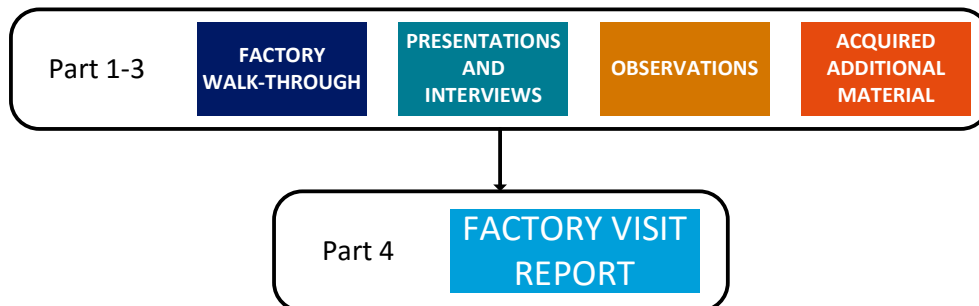 Part 1-3
FACTORY
WALK-THROUGH
PRESENTATIONS
AND
INTERVIEWS
OBSERVATIONS
ACQUIRED
ADDITIONAL
MATERIAL
Part 4
FACTORY VISIT
REPORT